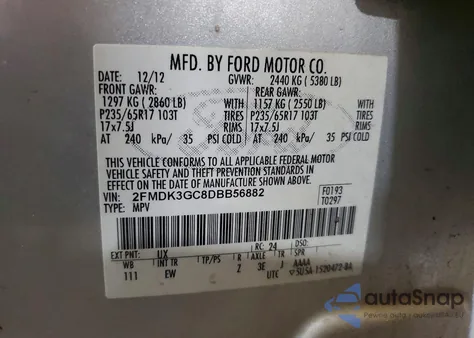 MFD. BY FORD MOTOR CO.
DATE: 12/12 GVWR: 2440 KG ( 5380 LB)
FRONT GAWR: REAR GAWR:
1297 KG ( 2860 LB) WITH 1157 KG ( 2550 LB) WITH
P235/65R17 103T TIRES P235/65R17 103T TIRES
17x7.5J RIMS 17x7.5J RIMS
AT 240 kPa/ 35 PSI COLD AT 240 kPa/ 35 PSI COLD
THIS VEHICLE CONFORMS TO ALL APPLICABLE FEDERAL MOTOR
VEHICLE SAFETY AND THEFT PREVENTION STANDARDS IN
EFFECT ON THE DATE OF MANUFACTURE SHOWN ABOVE.
VIN: 2FMDK3GC8DBB56882 F0193
TYPE: MPV T0297
EXT PNT: UX RC: 24 DSO:
WB INT TR TP/PS R AXLE TR SPR
111 EW Z 3E J AAAA
UTC
autoSnap